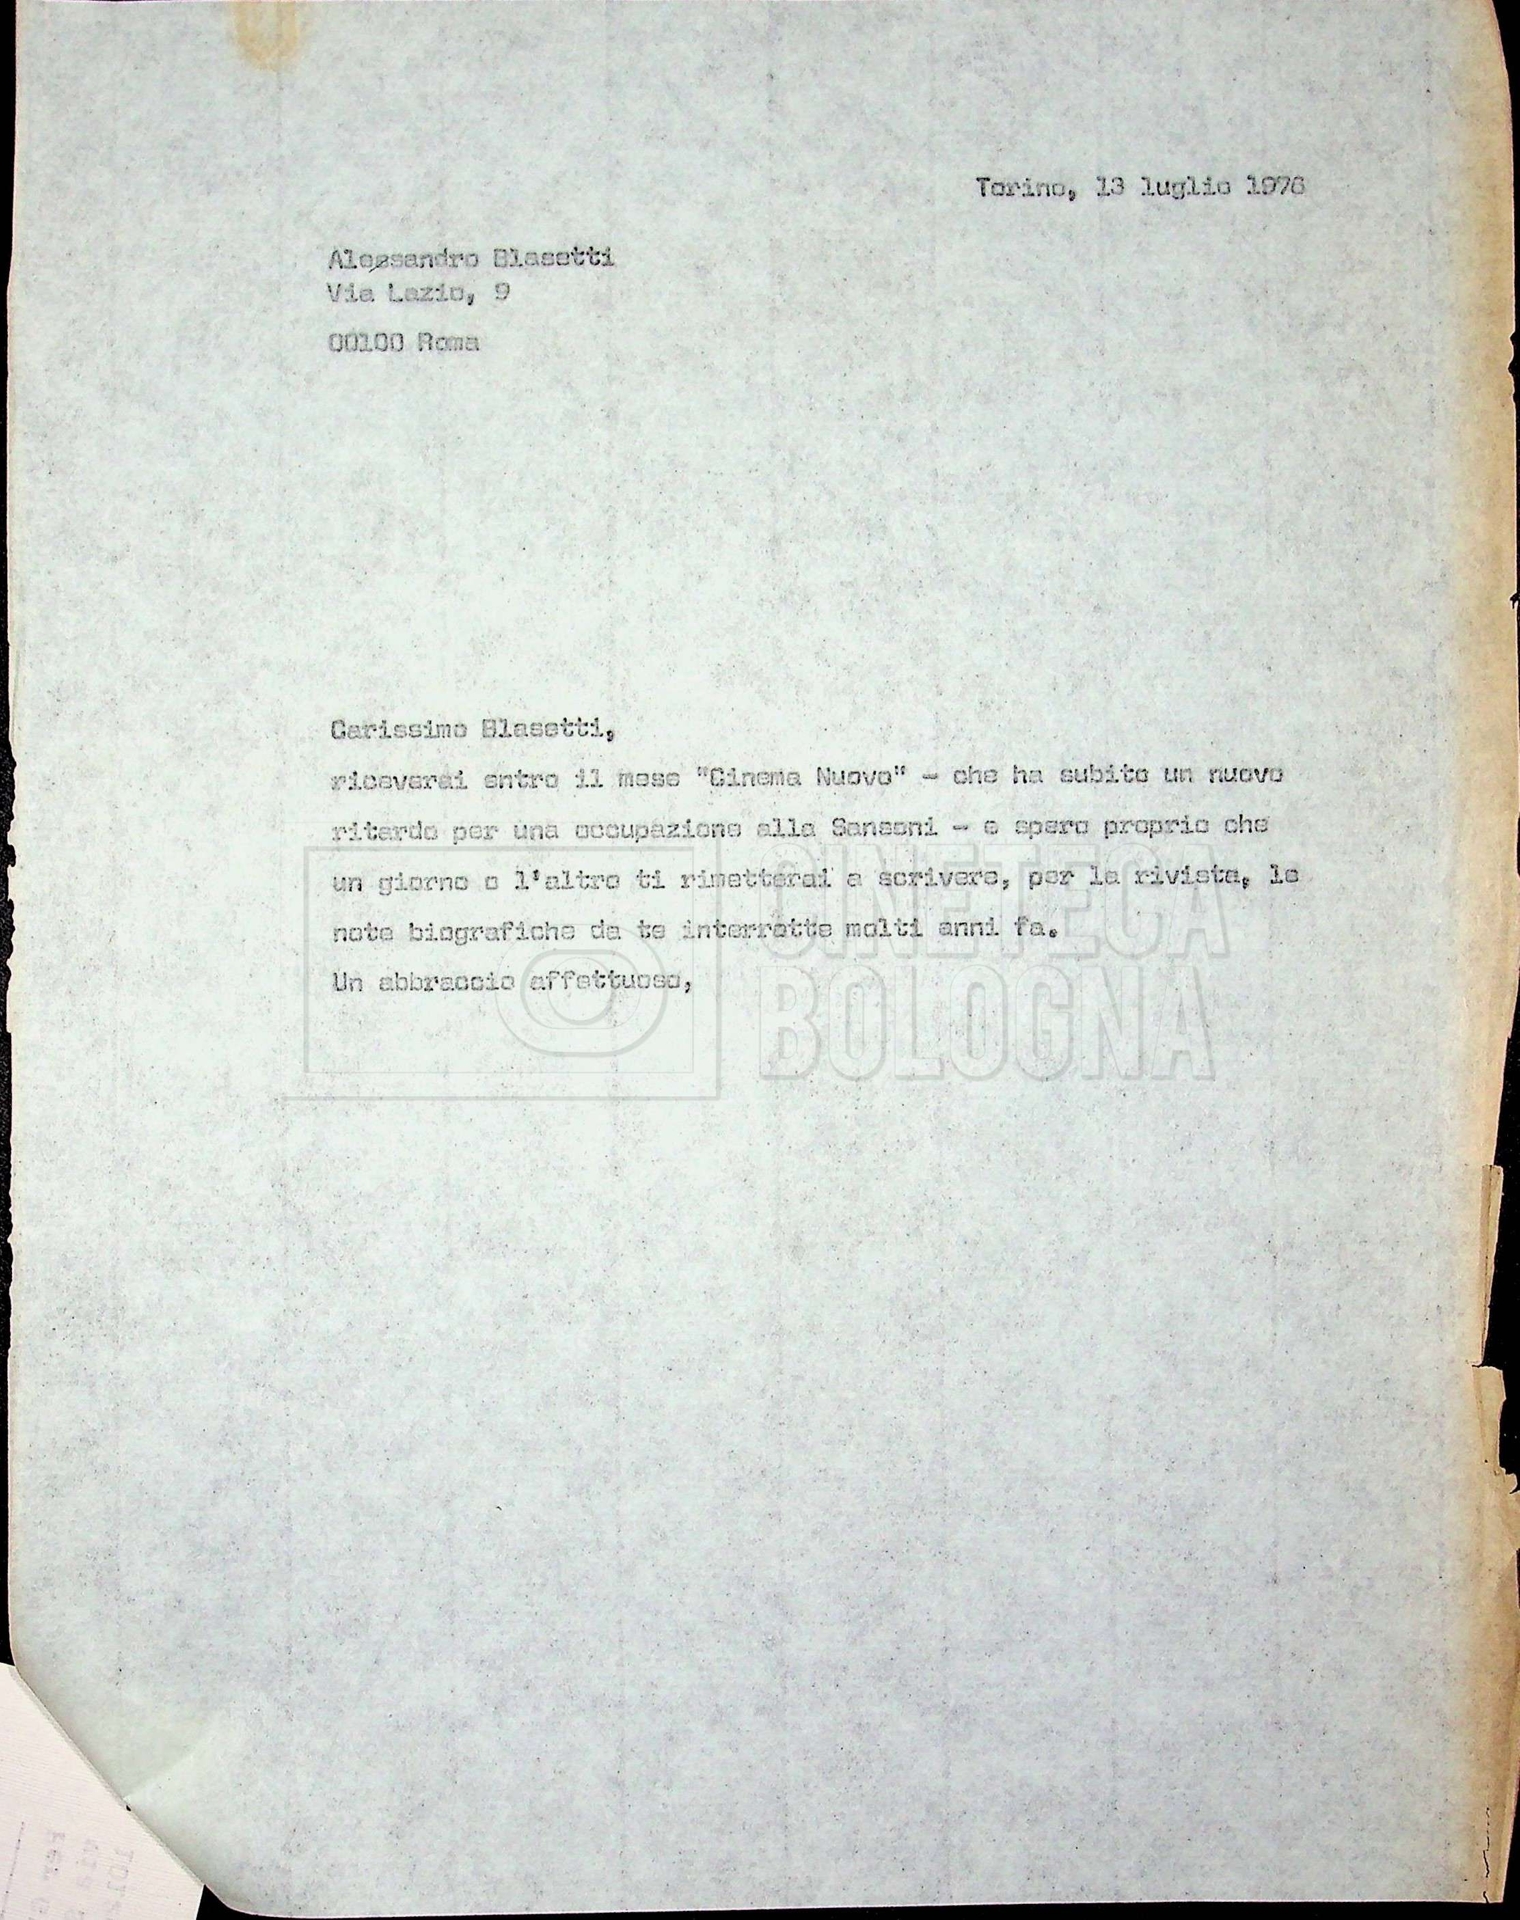 Torino, 13 luglio 1976
Alessandro Blasetti
Via Lazio, 9
00100 Roma
Carissimo Blasetti,
riceverai entro il mese "Cinema Nuovo" - che ha subito un nuovo
ritardo per una occupazione alla Sansoni - e spero proprio che
un giorno o l'altro ti rimetterai a scrivere, per la rivista, le
note biografiche da te interrotte molti anni fa.
Un abbraccio affettuoso,
CINETECA
BOLOGNA